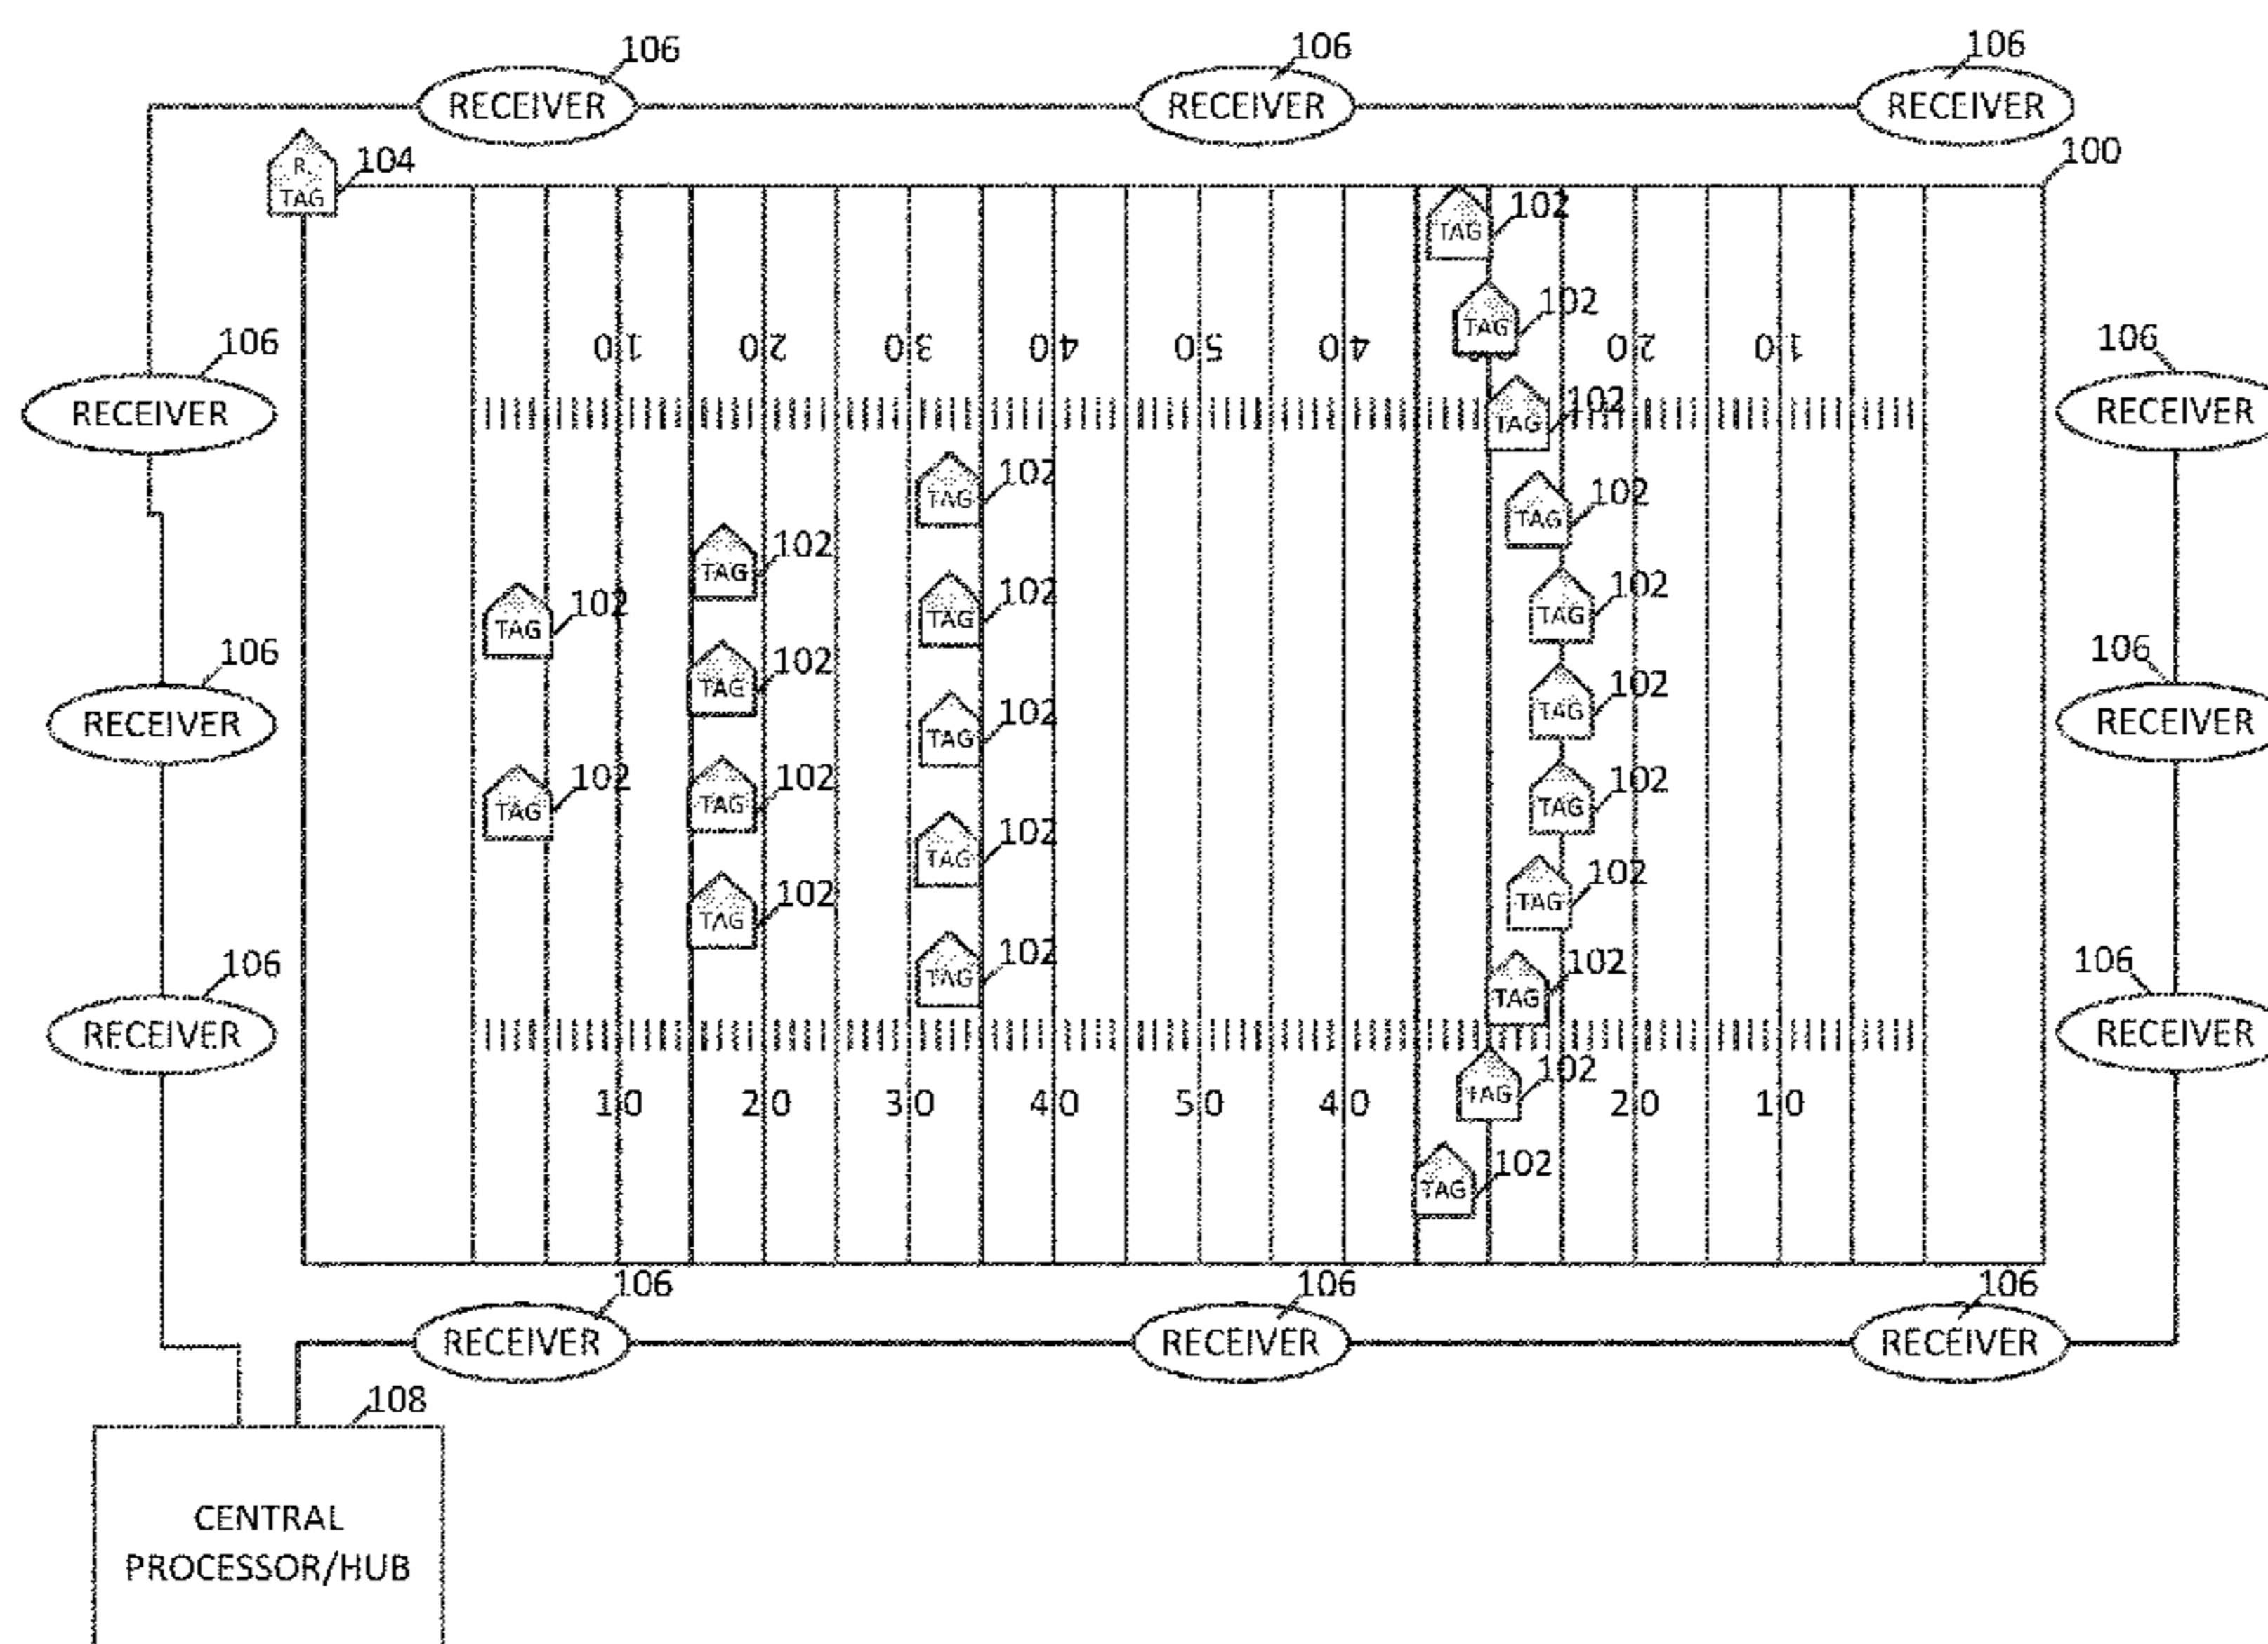 106 106 106
RECEIVER RECEIVER RECEIVER
100
R. 104
TAG
102
TAG
102
TAG
106 106
10 20 30 40 50 40 20 10
RECEIVER 102 RECEIVER
TAG
102
TAG
102
TAG
102
TAG
102 102 102
TAG TAG TAG
TAG
106 102 102 106
TAG TAG
102
RECEIVER TAG RECEIVER
102 102 102
TAG TAG TAG
102
TAG
102 102
TAG TAG
106 102 102 106
TAG TAG
RECEIVER RECEIVER
102
10 20 30 40 50 40 TAG 20 10
102
TAG
106 106 106
RECEIVER RECEIVER RECEIVER
108
CENTRAL
PROCESSOR/HUB